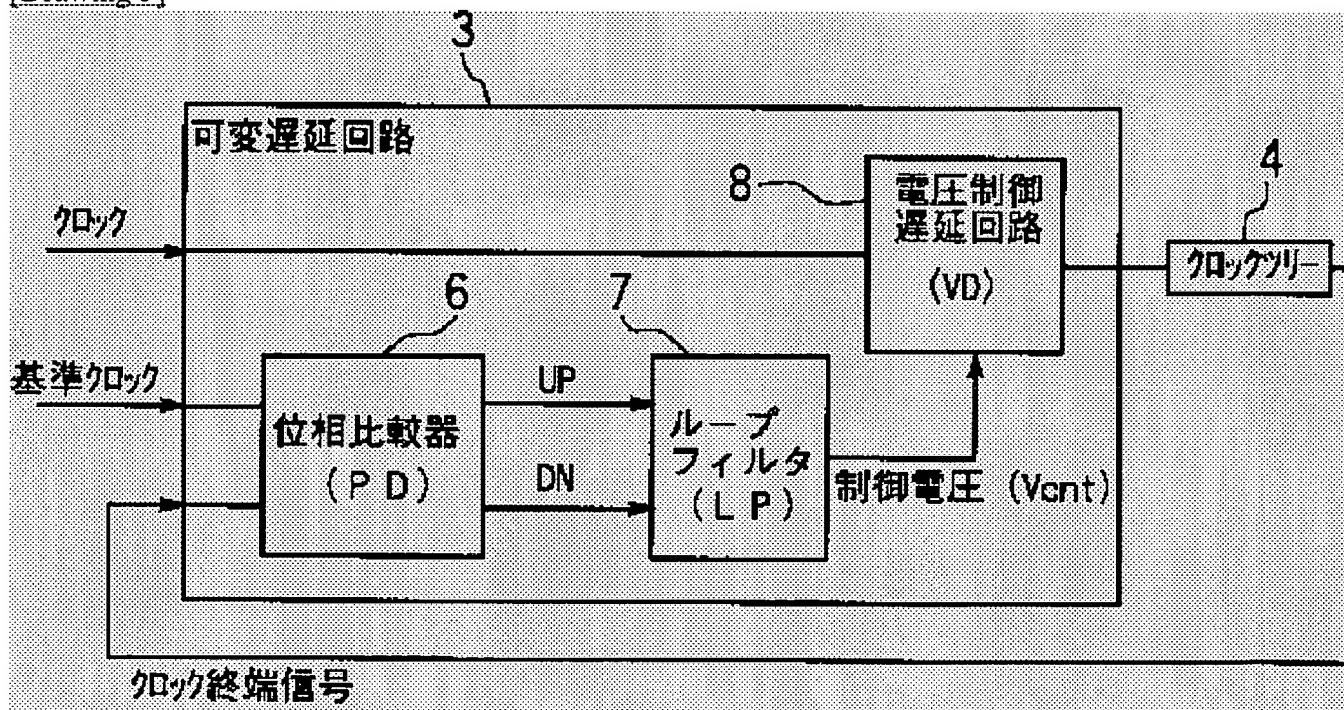 3
可変遅延回路
8
電圧制御
遅延回路
(VD)
4
クロック
クロックツリー
6
7
基準クロック
UP
位相比較器
(PD)
ループ
フィルタ
(LP)
DN
制御電圧 (Vcnt)
クロック終端信号